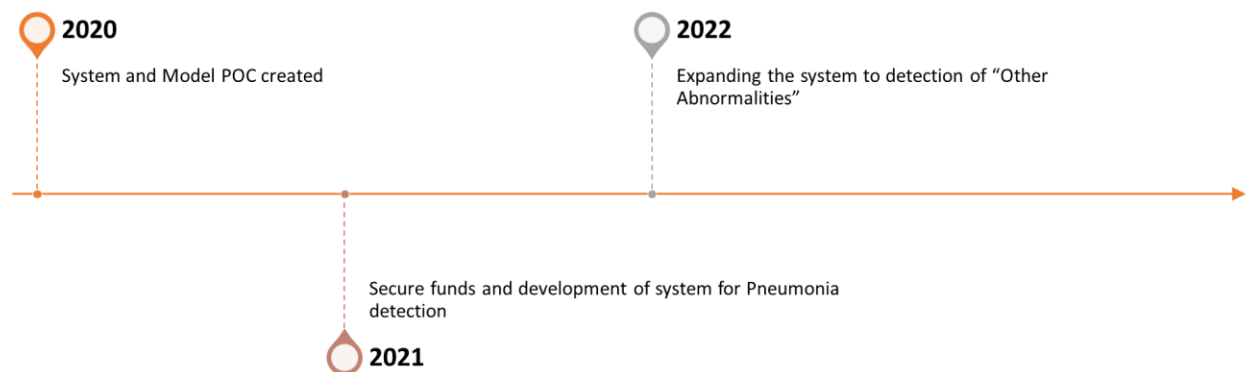 2020
System and Model POC created
2022
Expanding the system to detection of “Other
Abnormalities”
Secure funds and development of system for Pneumonia
detection
2021